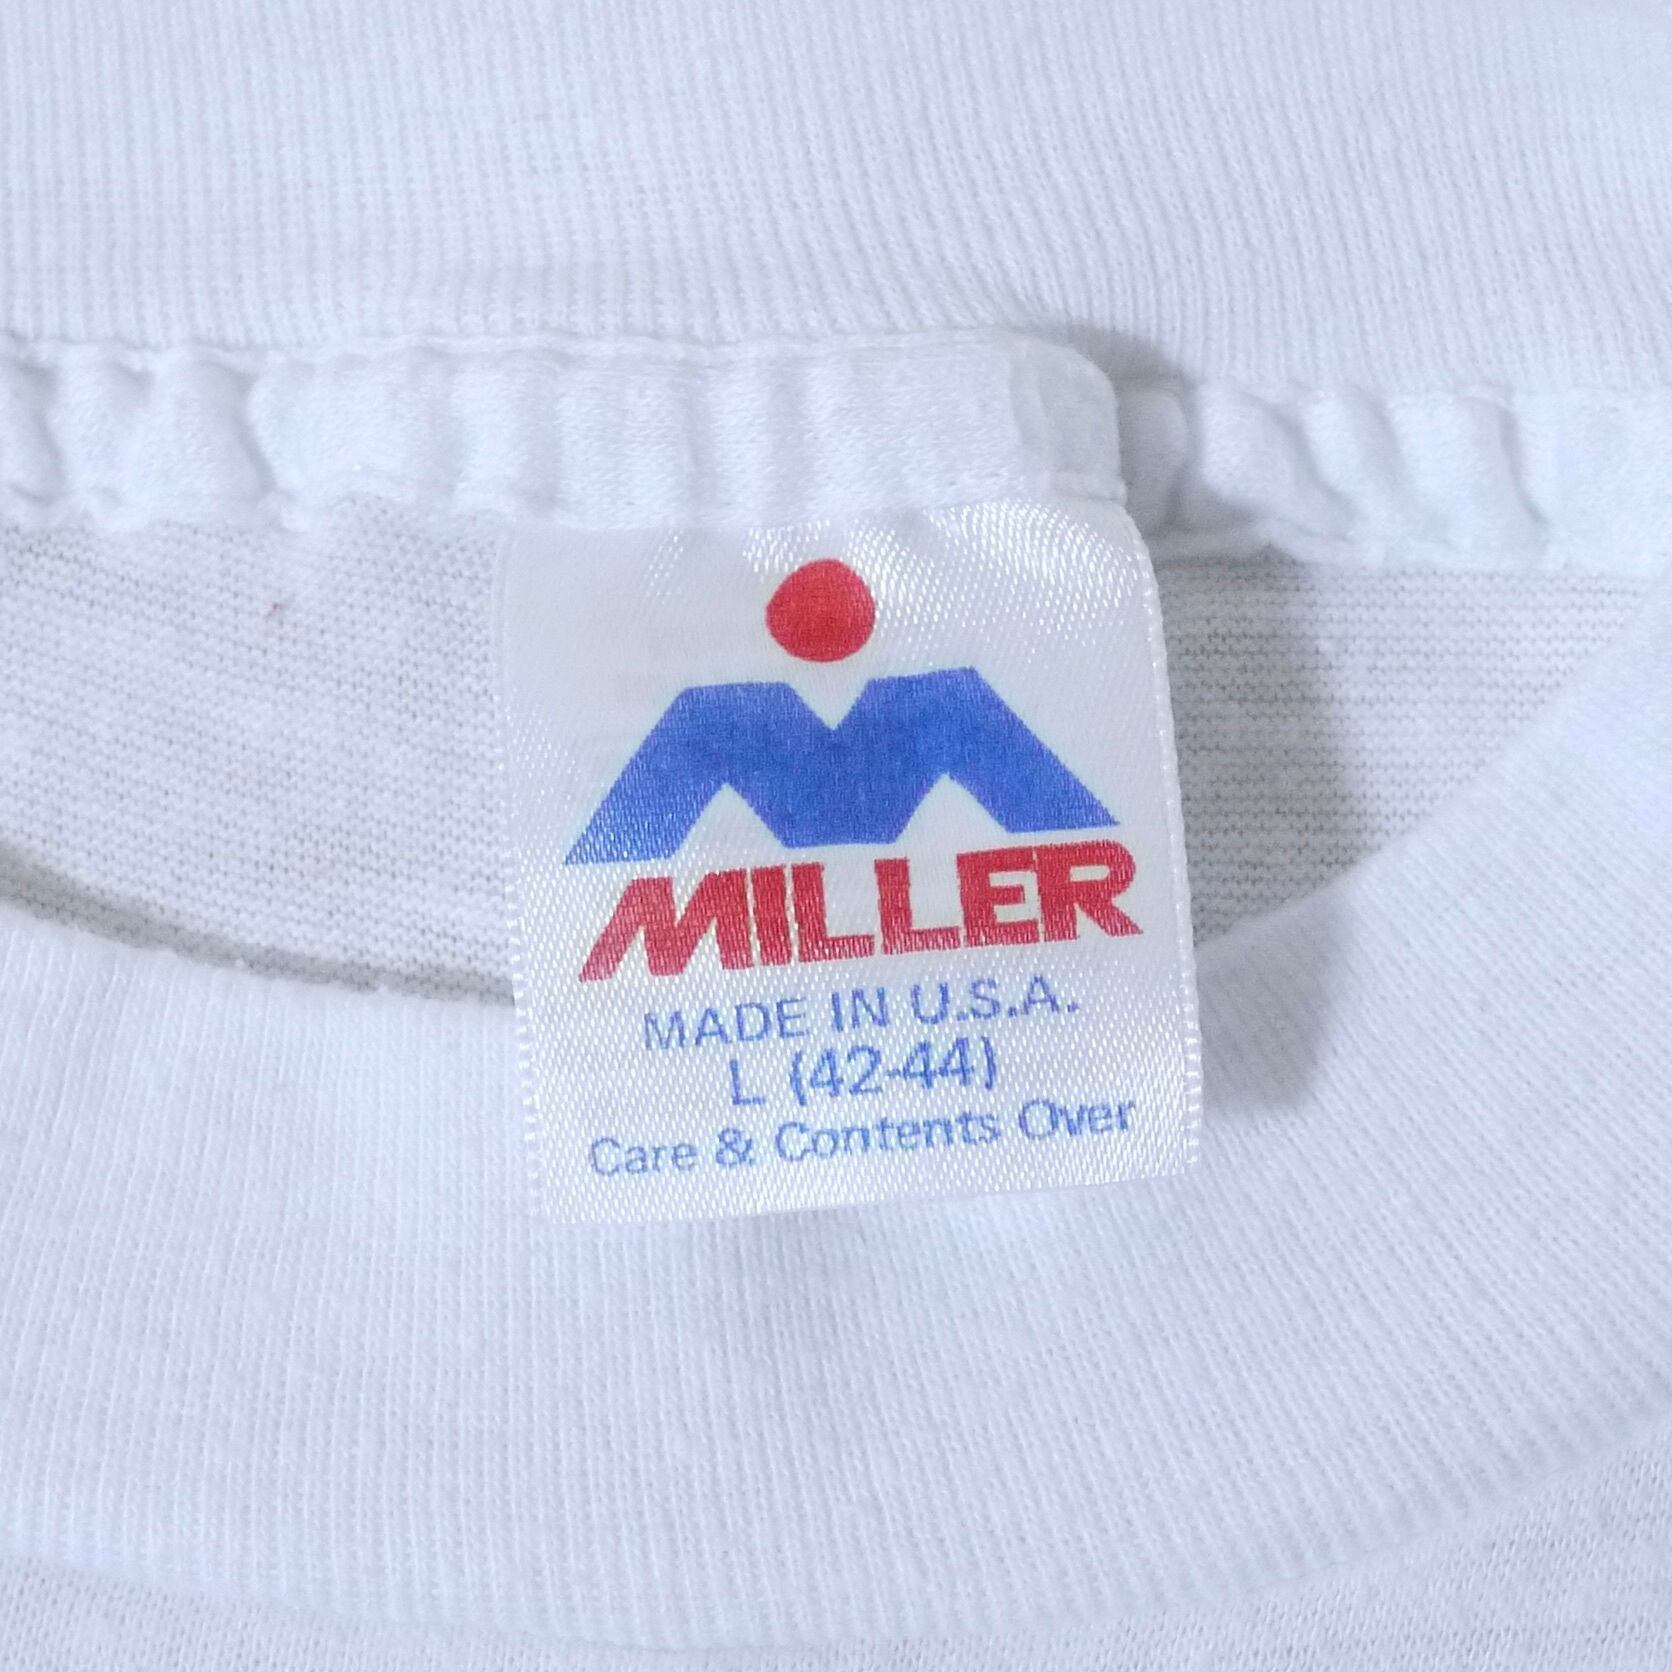 MILLER
MADE IN U.S.A.
L (42-44)
Care & Contents Over